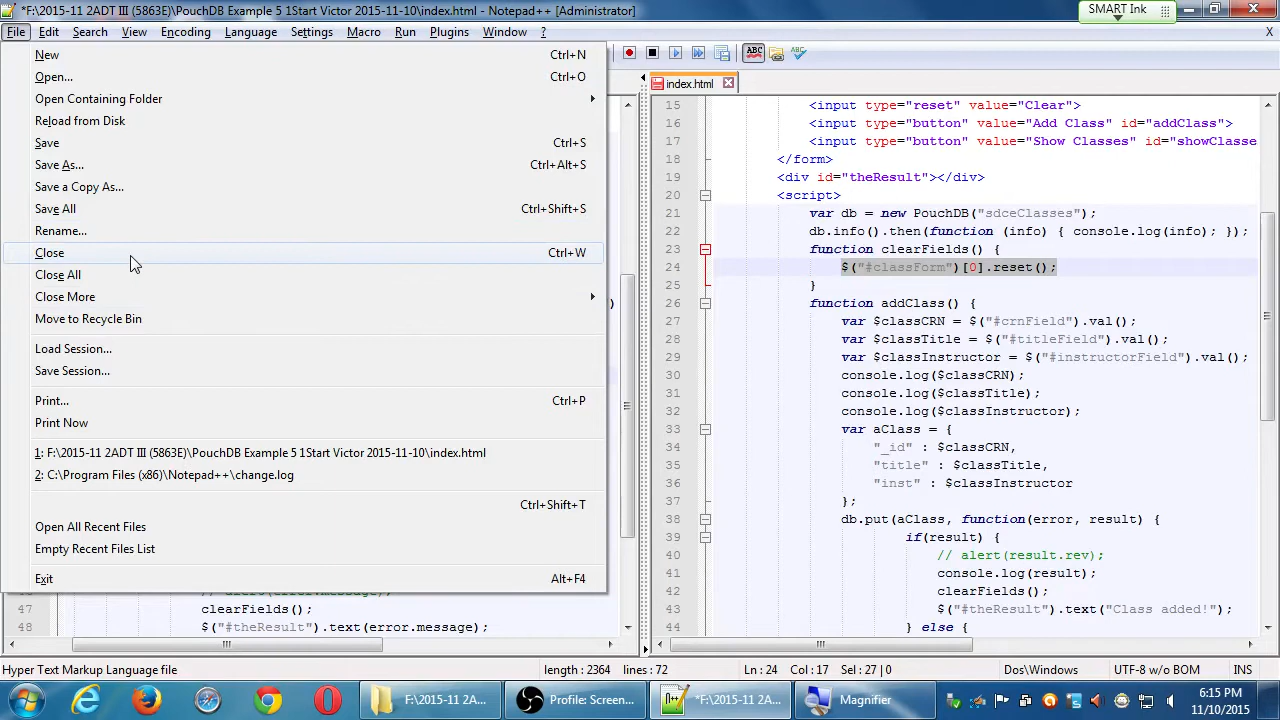 *F:\2015-11 2ADT III (5863E)\PouchDB Example 5 1Start Victor 2015-11-10\index.html - Notepad++ [Administrator]
SMART Ink
File Edit Search View Encoding Language Settings Macro Run Plugins Window ? X
New Ctrl+N
Open... Ctrl+O
Open Containing Folder
Reload from Disk
Save Ctrl+S
Save As... Ctrl+Alt+S
Save a Copy As...
Save All Ctrl+Shift+S
Rename...
Close Ctrl+W
Close All
Close More
Move to Recycle Bin
Load Session...
Save Session...
Print... Ctrl+P
Print Now
1: F:\2015-11 2ADT III (5863E)\PouchDB Example 5 1Start Victor 2015-11-10\index.html
2: C:\Program Files (x86)\Notepad++\change.log
Ctrl+Shift+T
Open All Recent Files
Empty Recent Files List
Exit Alt+F4
47 clearFields();
48 $("#theResult").text(error.message);
ABC ABC
index.html
15 <input type="reset" value="Clear">
16 <input type="button" value="Add Class" id="addClass">
17 <input type="button" value="Show Classes" id="showClasse
18 </form>
19 <div id="theResult"></div>
20 <script>
21 var db = new PouchDB("sdceClasses");
22 db.info().then(function (info) { console.log(info); });
23 function clearFields() {
24 $("#classForm")[0].reset();
25 }
26 function addClass() {
27 var $classCRN = $("#crnField").val();
28 var $classTitle = $("#titleField").val();
29 var $classInstructor = $("#instructorField").val();
30 console.log($classCRN);
31 console.log($classTitle);
32 console.log($classInstructor);
33 var aClass = {
34 "_id" : $classCRN,
35 "title" : $classTitle,
36 "inst" : $classInstructor
37 };
38 db.put(aClass, function(error, result) {
39 if(result) {
40 // alert(result.rev);
41 console.log(result);
42 clearFields();
43 $("#theResult").text("Class added!");
44 } else {
Hyper Text Markup Language file length : 2364 lines : 72 Ln : 24 Col : 17 Sel : 27 | 0 Dos\Windows UTF-8 w/o BOM INS
F:\2015-11 2A... Profile: Screen... *F:\2015-11 2A... Magnifier
6:15 PM
11/10/2015